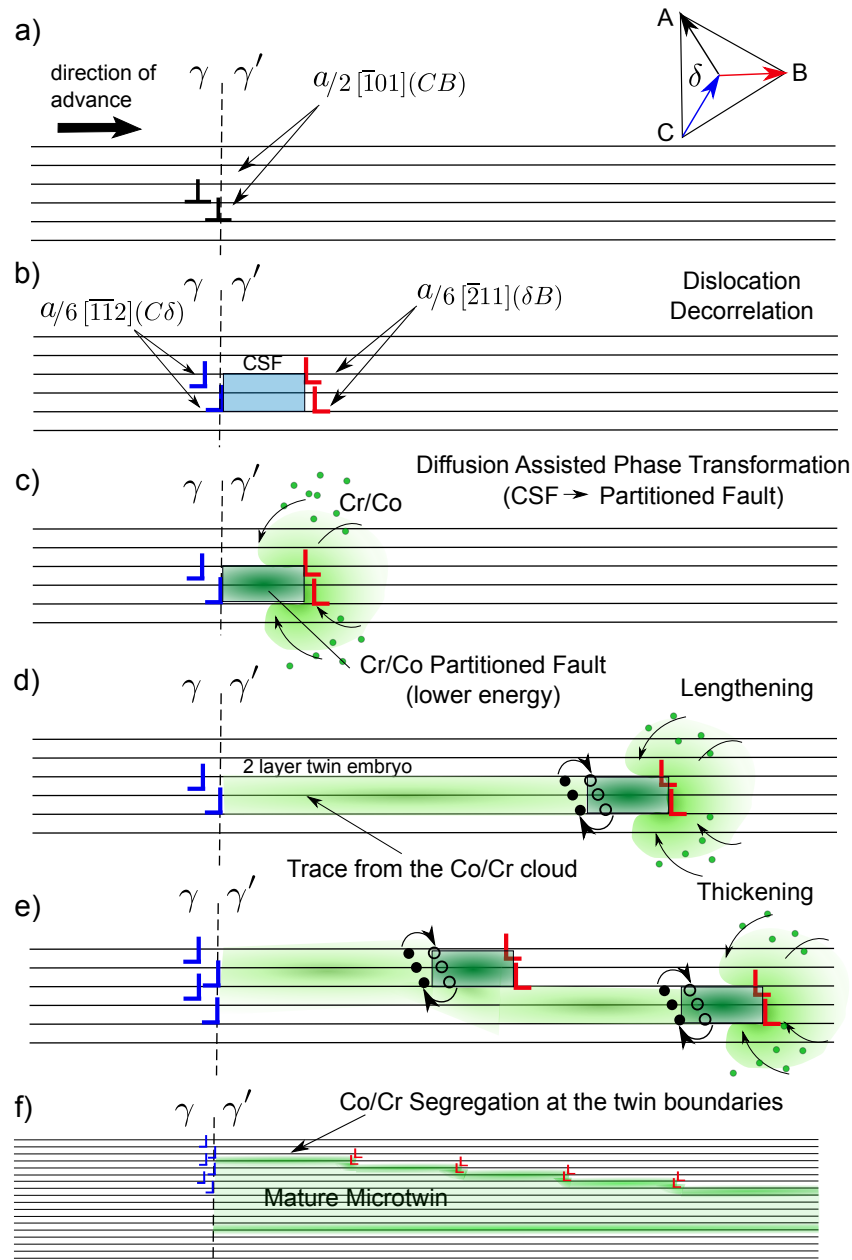 a)
γ γ′
direction of
advance
a/2 [1̅01](CB)
A
B
C
δ
b)
γ γ′
a/6 [1̅1̅2](Cδ)
a/6 [2̅11](δB)
CSF
Dislocation
Decorrelation
c)
γ γ′
Cr/Co
Diffusion Assisted Phase Transformation
(CSF → Partitioned Fault)
Cr/Co Partitioned Fault
(lower energy)
d)
γ γ′
Lengthening
2 layer twin embryo
Trace from the Co/Cr cloud
e)
γ γ′
Thickening
f)
γ γ′
Co/Cr Segregation at the twin boundaries
Mature Microtwin